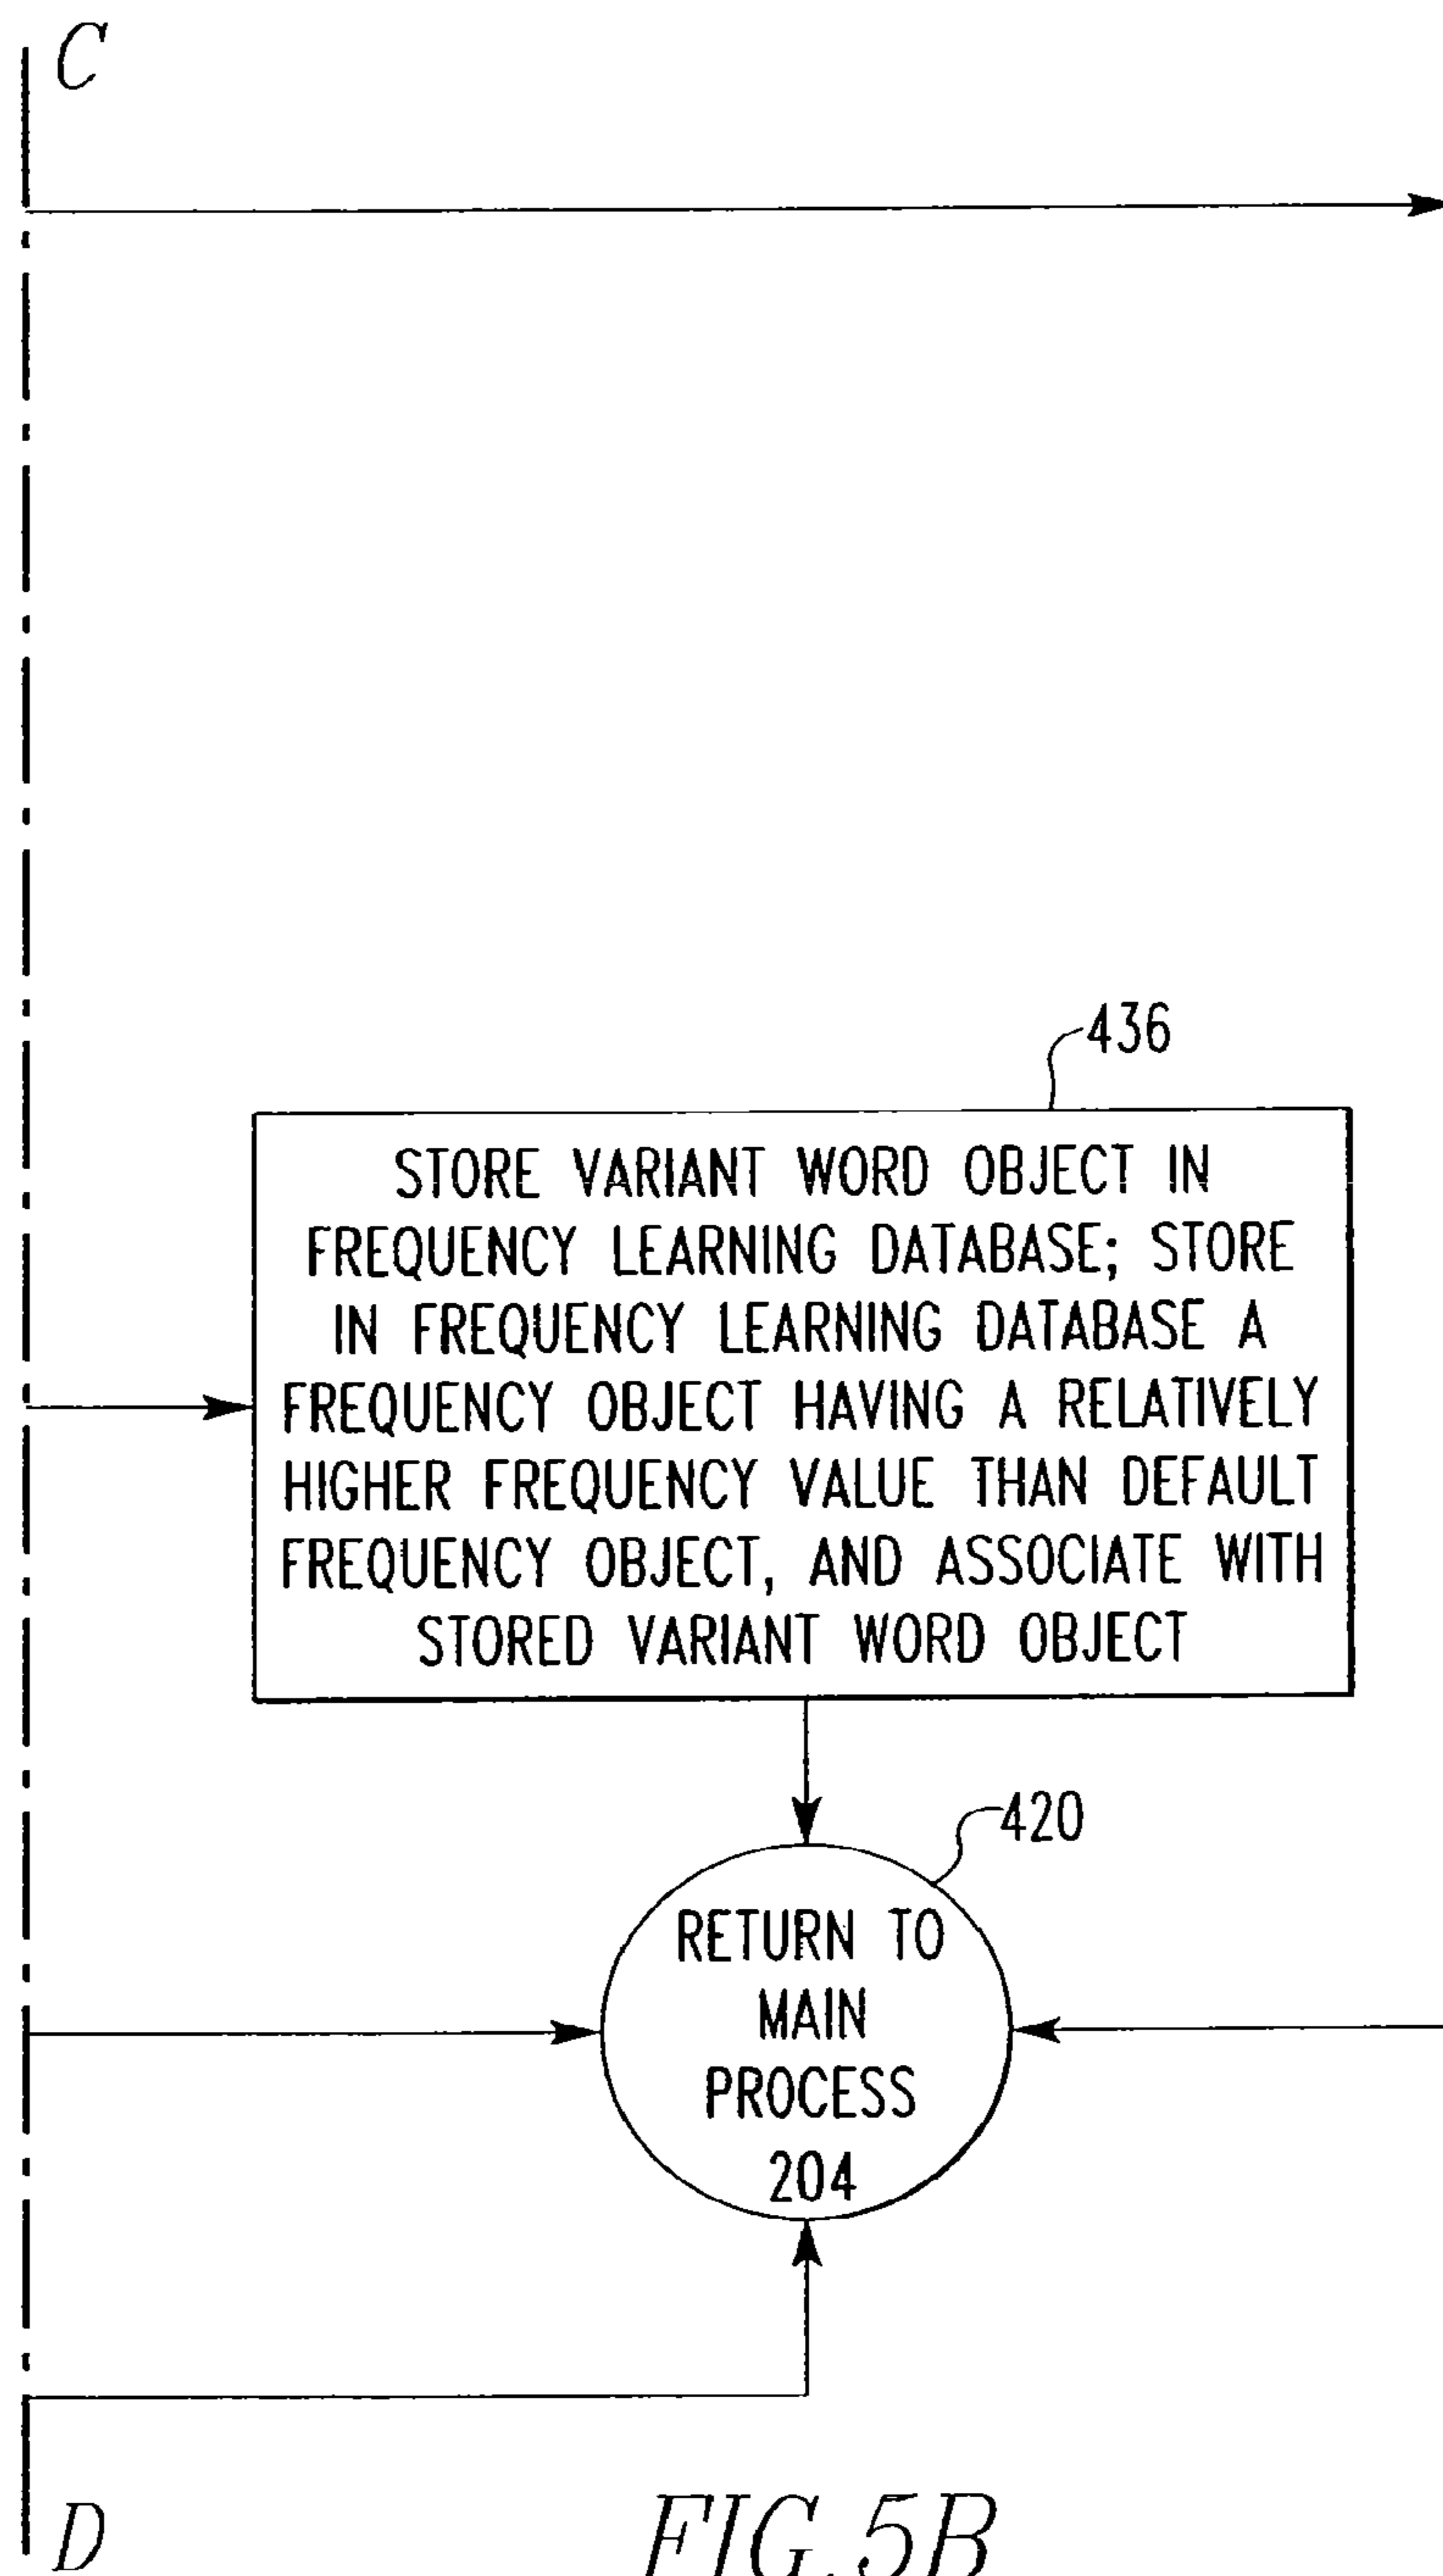 C
436
STORE VARIANT WORD OBJECT IN
FREQUENCY LEARNING DATABASE; STORE
IN FREQUENCY LEARNING DATABASE A
FREQUENCY OBJECT HAVING A RELATIVELY
HIGHER FREQUENCY VALUE THAN DEFAULT
FREQUENCY OBJECT, AND ASSOCIATE WITH
STORED VARIANT WORD OBJECT
420
RETURN TO
MAIN
PROCESS
204
D
FIG. 5B